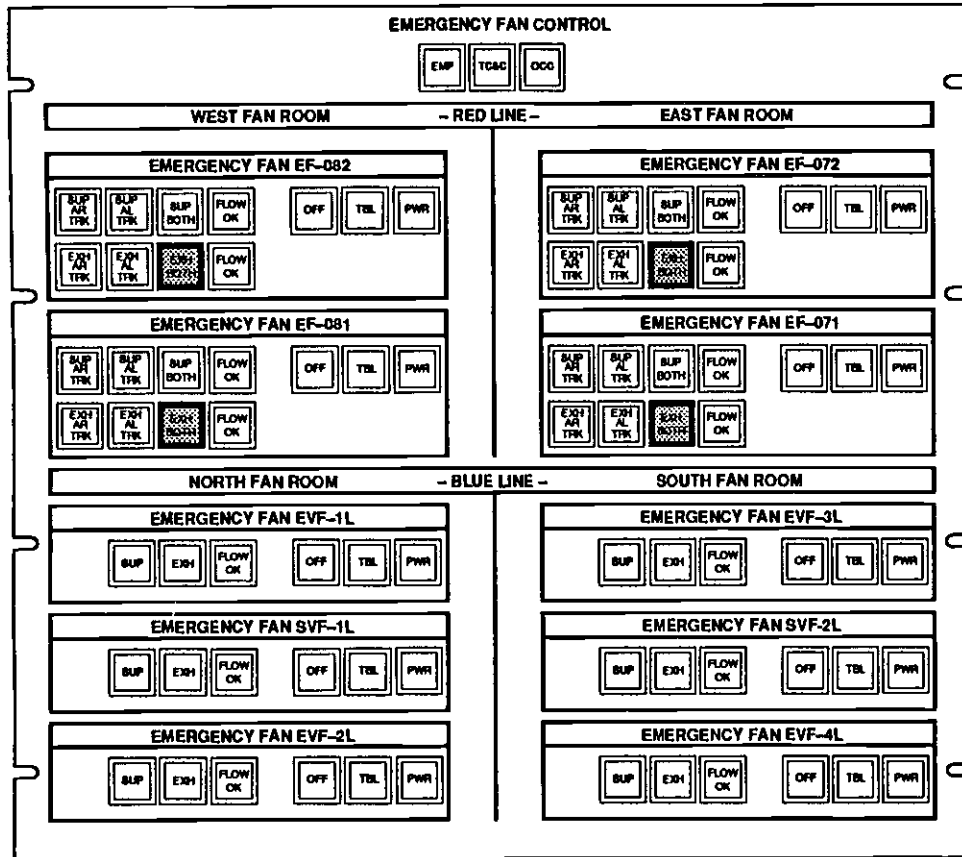 EMERGENCY FAN CONTROL
EMP TC&C OCC
WEST FAN ROOM – RED LINE – EAST FAN ROOM
EMERGENCY FAN EF–082
SUP AR TRK SUP AL TRK SUP BOTH FLOW OK OFF TBL PWR
EXH AR TRK EXH AL TRK EXH BOTH FLOW OK
EMERGENCY FAN EF–072
SUP AR TRK SUP AL TRK SUP BOTH FLOW OK OFF TBL PWR
EXH AR TRK EXH AL TRK EXH BOTH FLOW OK
EMERGENCY FAN EF–081
SUP AR TRK SUP AL TRK SUP BOTH FLOW OK OFF TBL PWR
EXH AR TRK EXH AL TRK EXH BOTH FLOW OK
EMERGENCY FAN EF–071
SUP AR TRK SUP AL TRK SUP BOTH FLOW OK OFF TBL PWR
EXH AR TRK EXH AL TRK EXH BOTH FLOW OK
NORTH FAN ROOM – BLUE LINE – SOUTH FAN ROOM
EMERGENCY FAN EVF–1L
SUP EXH FLOW OK OFF TBL PWR
EMERGENCY FAN EVF–3L
SUP EXH FLOW OK OFF TBL PWR
EMERGENCY FAN SVF–1L
SUP EXH FLOW OK OFF TBL PWR
EMERGENCY FAN SVF-2L
SUP EXH FLOW OK OFF TBL PWR
EMERGENCY FAN EVF–2L
SUP EXH FLOW OK OFF TBL PWR
EMERGENCY FAN EVF–4L
SUP EXH FLOW OK OFF TBL PWR